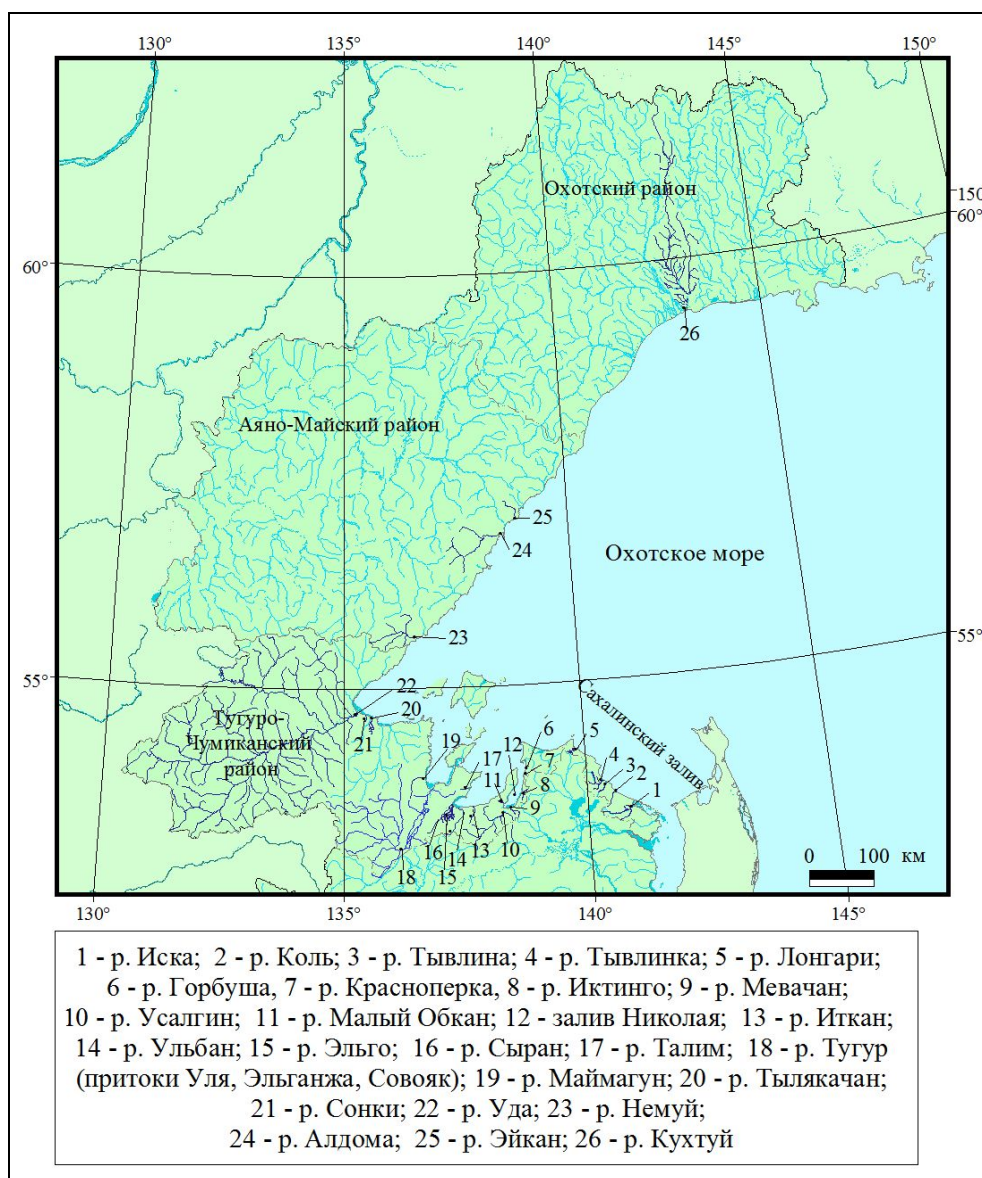 130° 135° 140° 145° 150°
Охотский район
150
60°
60°
26
Аяно-Майский район
25
24
Охотское море
23
55°
55°
22
20
21
Тугуро-
Чумиканский
район
Сахалинский залив
19 17 12 6 5
4
3
2
1
11 7
8
9
16 14 13 10
15
18
0 100 км
130° 135° 140° 145°
1 - р. Иска; 2 - р. Коль; 3 - р. Тывлина; 4 - р. Тывлинка; 5 - р. Лонгари;
6 - р. Горбуша, 7 - р. Красноперка, 8 - р. Иктинго; 9 - р. Мевачан;
10 - р. Усалгин; 11 - р. Малый Обкан; 12 - залив Николая; 13 - р. Иткан;
14 - р. Ульбан; 15 - р. Эльго; 16 - р. Сыран; 17 - р. Талим; 18 - р. Тугур
(притоки Уля, Эльганжа, Совояк); 19 - р. Маймагун; 20 - р. Тылякачан;
21 - р. Сонки; 22 - р. Уда; 23 - р. Немуй;
24 - р. Алдома; 25 - р. Эйкан; 26 - р. Кухтуй